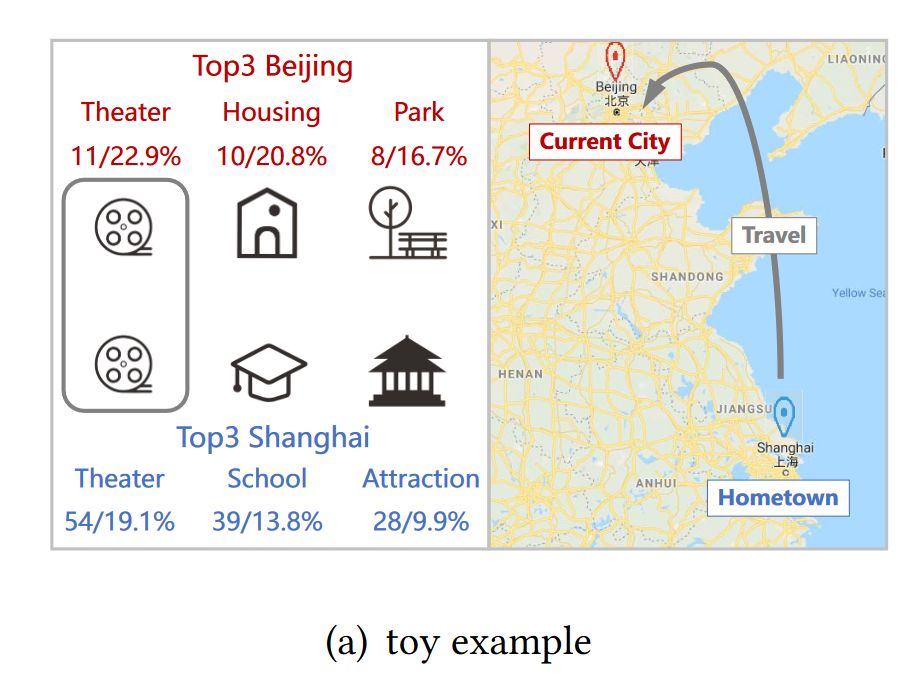 Top3 Beijing
Theater Housing Park
11/22.9% 10/20.8% 8/16.7%
Top3 Shanghai
Theater School Attraction
54/19.1% 39/13.8% 28/9.9%
LIAONING
Beijing
北京
Current City
XI
Travel
SHANDONG
Yellow Sea
HENAN
JIANGSU
Shanghai
上海
ANHUI
Hometown
(a) toy example